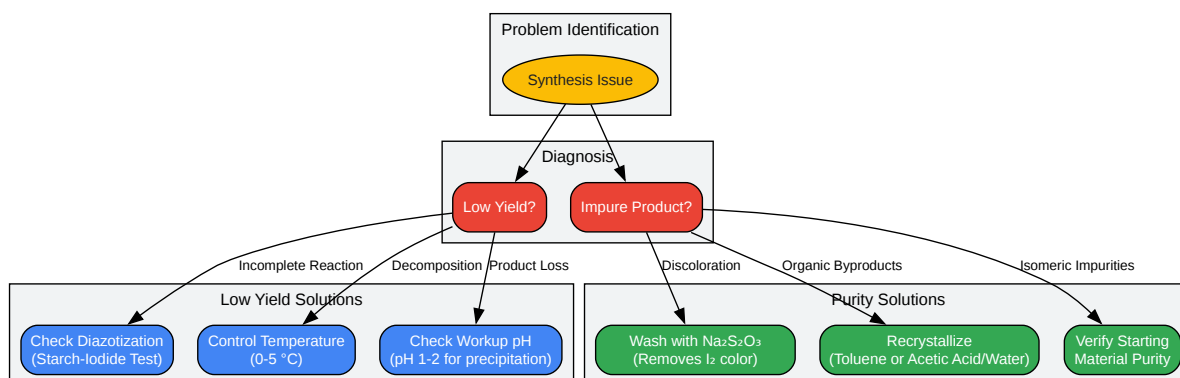 Problem Identification
Synthesis Issue
Diagnosis
Low Yield?
Impure Product?
Incomplete Reaction
Decomposition
Product Loss
Discoloration
Organic Byproducts
Isomeric Impurities
Low Yield Solutions
Purity Solutions
Check Diazotization
(Starch-Iodide Test)
Control Temperature
(0-5 °C)
Check Workup pH
(pH 1-2 for precipitation)
Wash with Na₂S₂O₃
(Removes I₂ color)
Recrystallize
(Toluene or Acetic Acid/Water)
Verify Starting
Material Purity